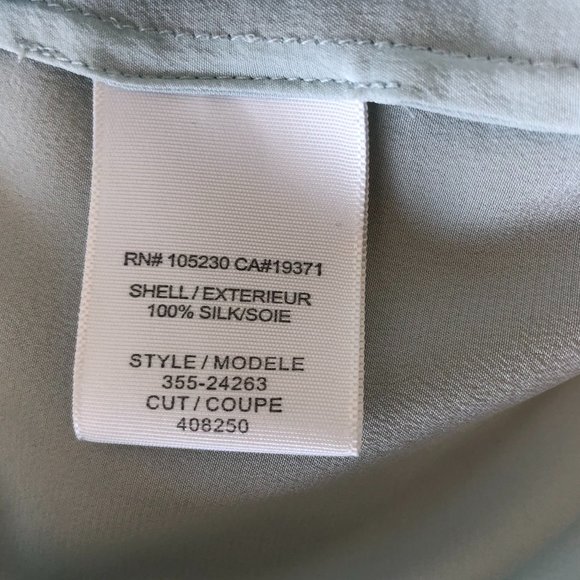 RN# 105230 CA#19371
SHELL / EXTERIEUR
100% SILK/SOIE
STYLE / MODELE
355-24263
CUT / COUPE
408250